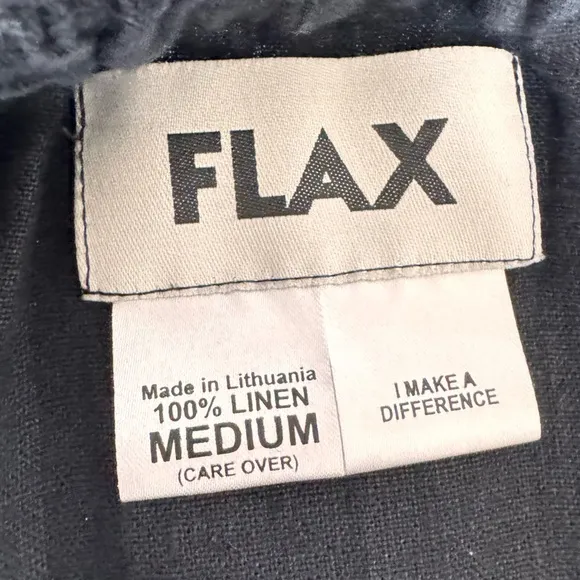 FLAX
Made in Lithuania
100% LINEN
MEDIUM
(CARE OVER)
I MAKE A
DIFFERENCE